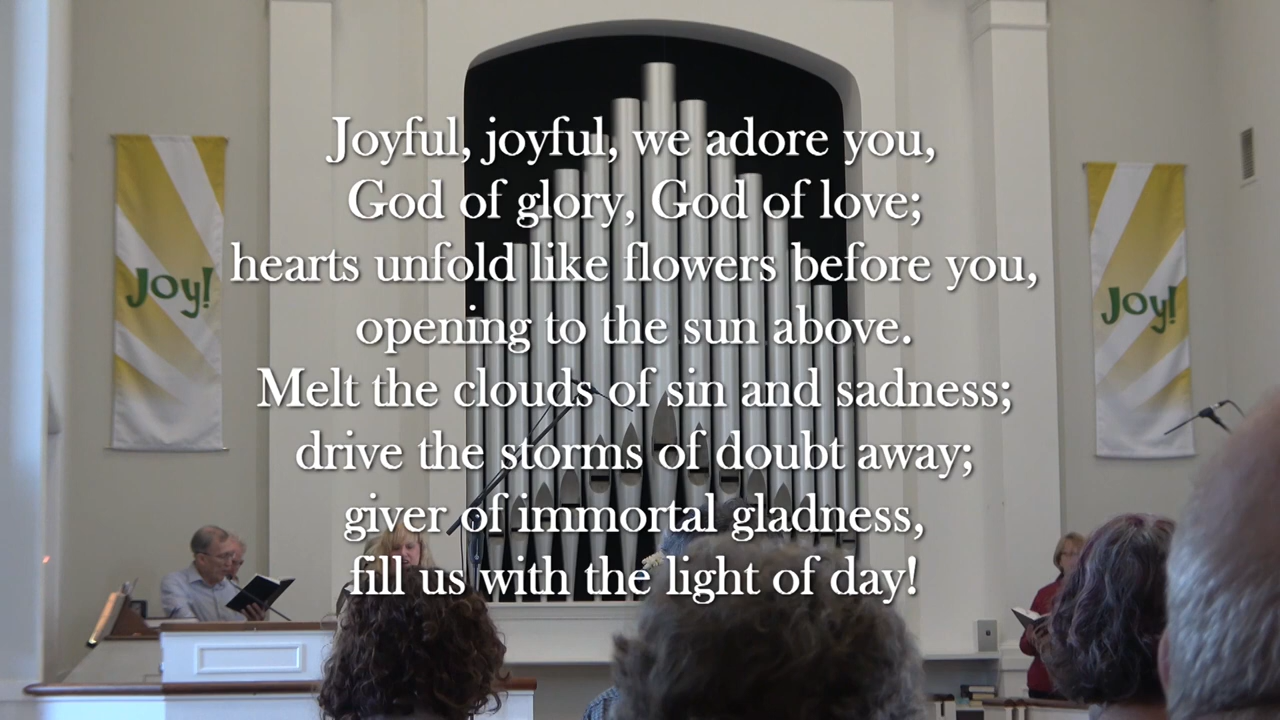 Joyful, joyful, we adore you,
God of glory, God of love;
hearts unfold like flowers before you,
opening to the sun above.
Melt the clouds of sin and sadness;
drive the storms of doubt away;
giver of immortal gladness,
fill us with the light of day!
Joy!
Joy!